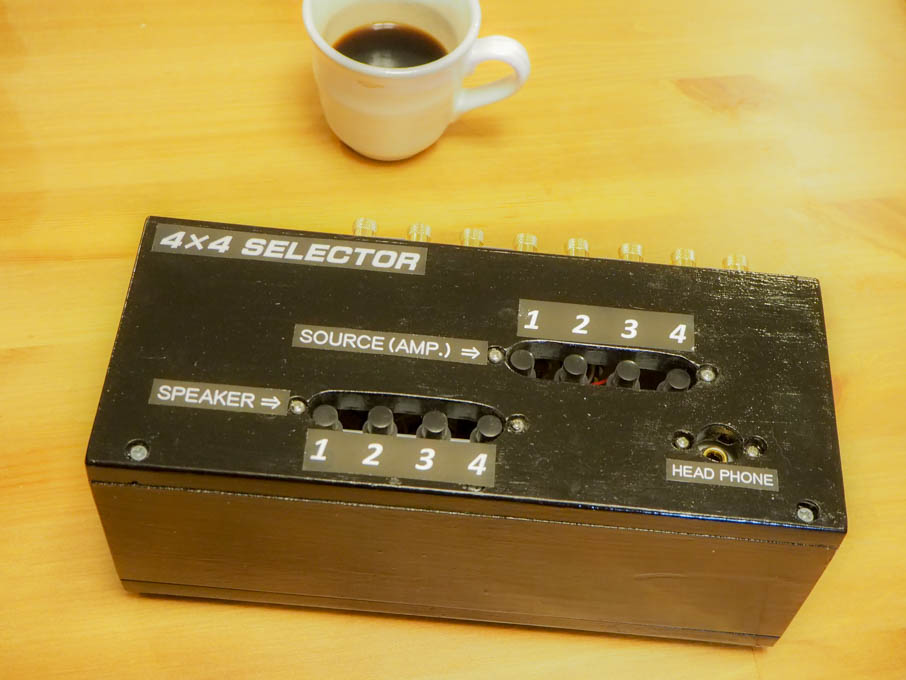 4×4 SELECTOR
1 2 3 4
SOURCE (AMP.) ⇒
SPEAKER ⇒
1 2 3 4
HEAD PHONE